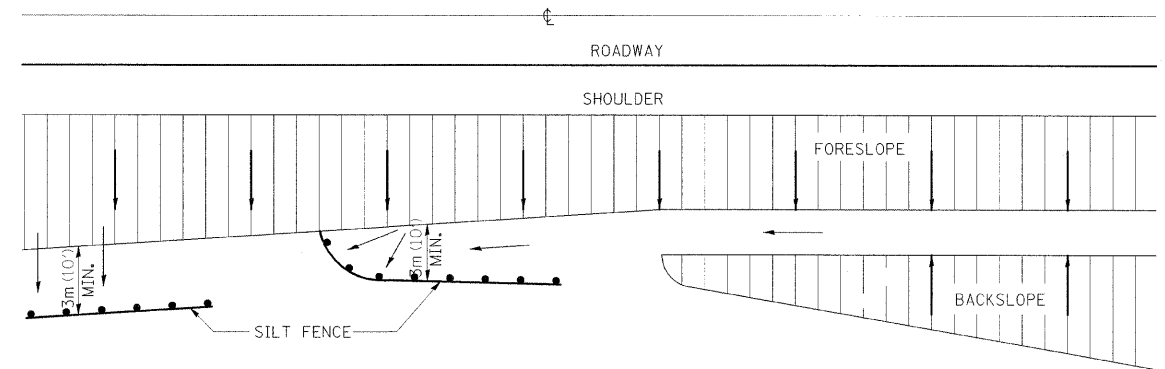 ℄
ROADWAY
SHOULDER
FORESLOPE
3m (10')
MIN.
3m (10')
MIN.
BACKSLOPE
SILT FENCE